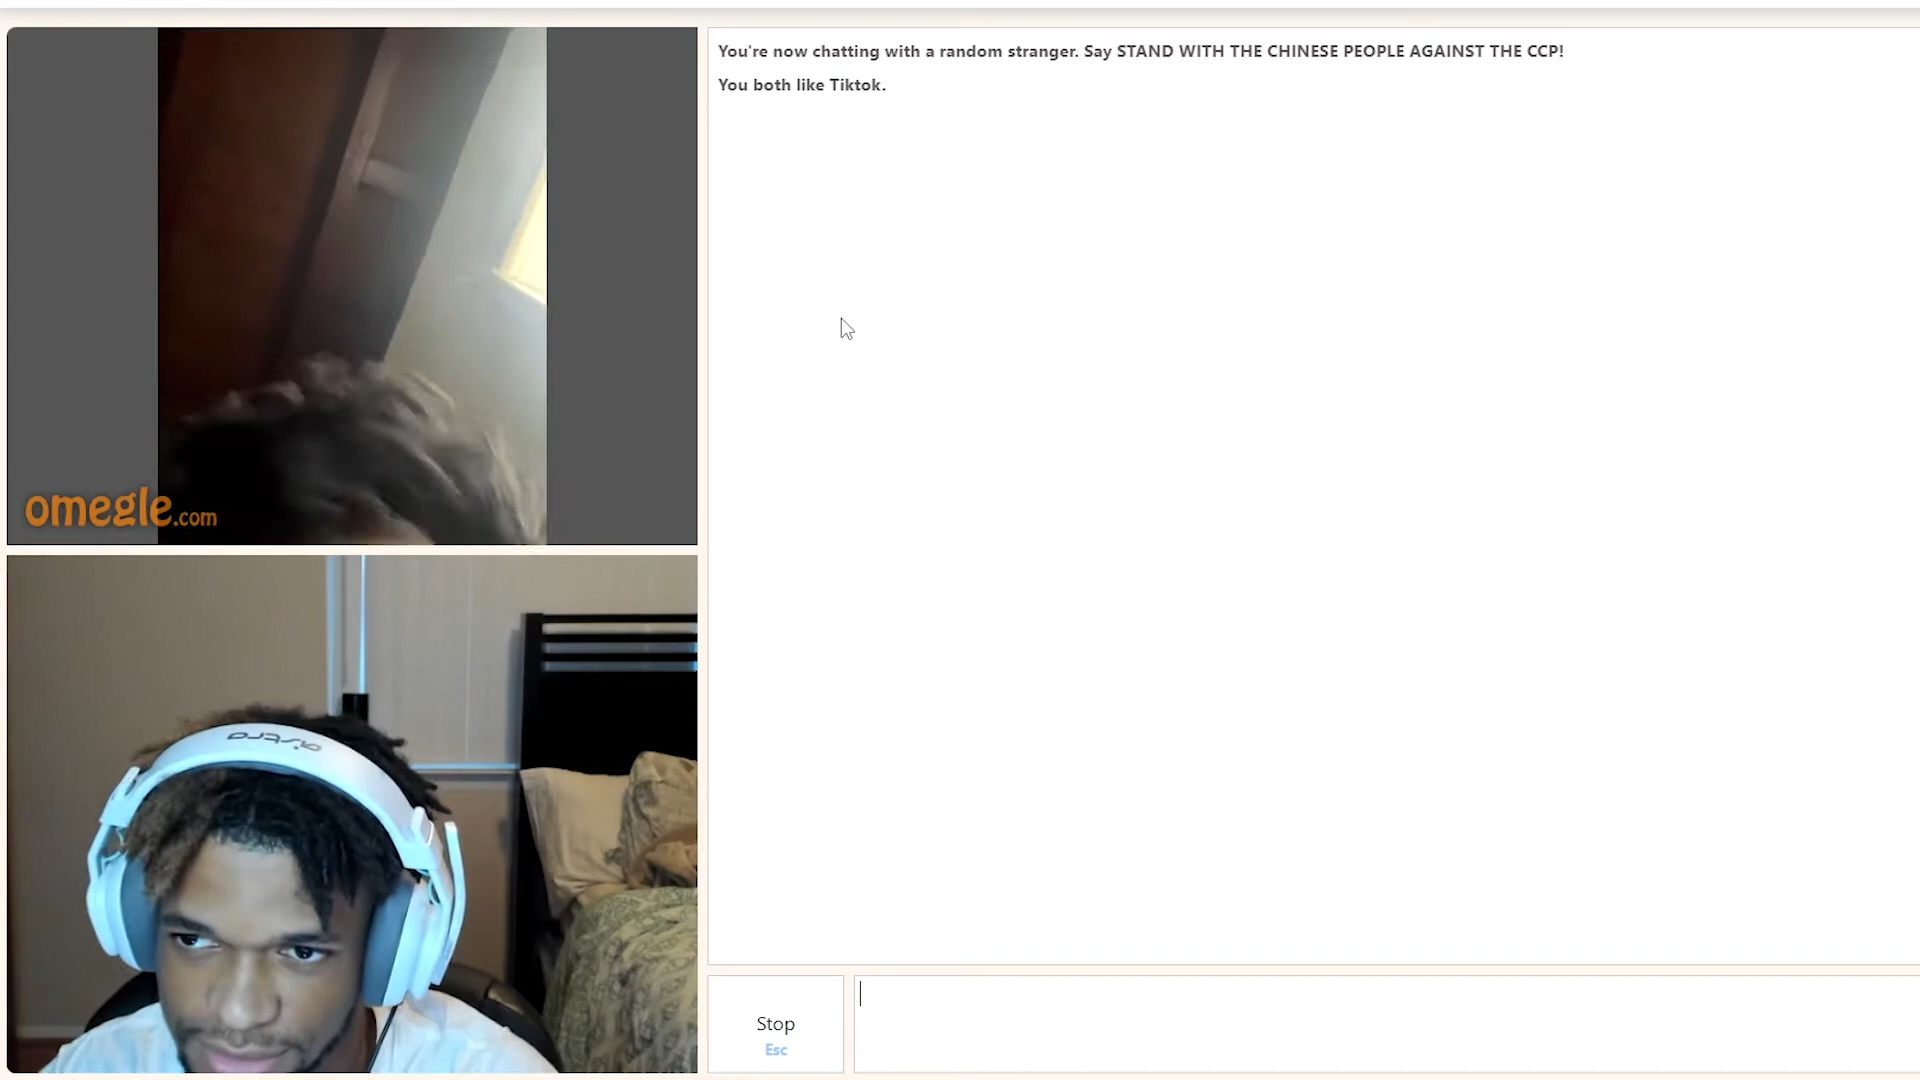 You're now chatting with a random stranger. Say STAND WITH THE CHINESE PEOPLE AGAINST THE CCP!
You both like Tiktok.
omegle.com
astro
Stop
Esc